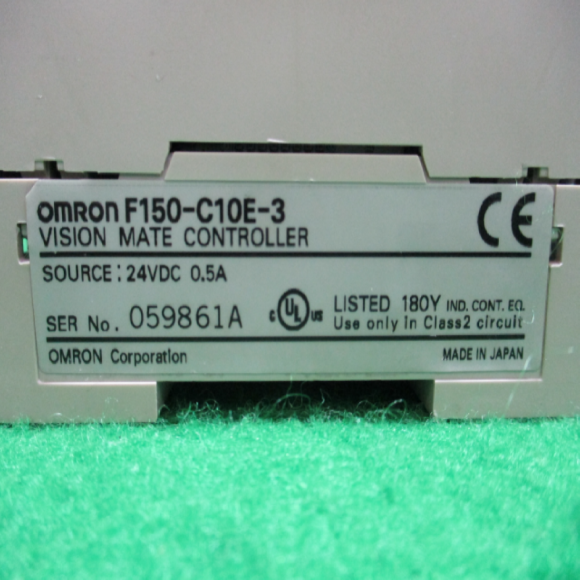 omRon F150-C10E-3
VISION MATE CONTROLLER
CE
SOURCE : 24VDC 0.5A
SER No. 059861A
c UL us
LISTED 180Y IND. CONT. EQ.
Use only in Class2 circuit
OMRON Corporation
MADE IN JAPAN